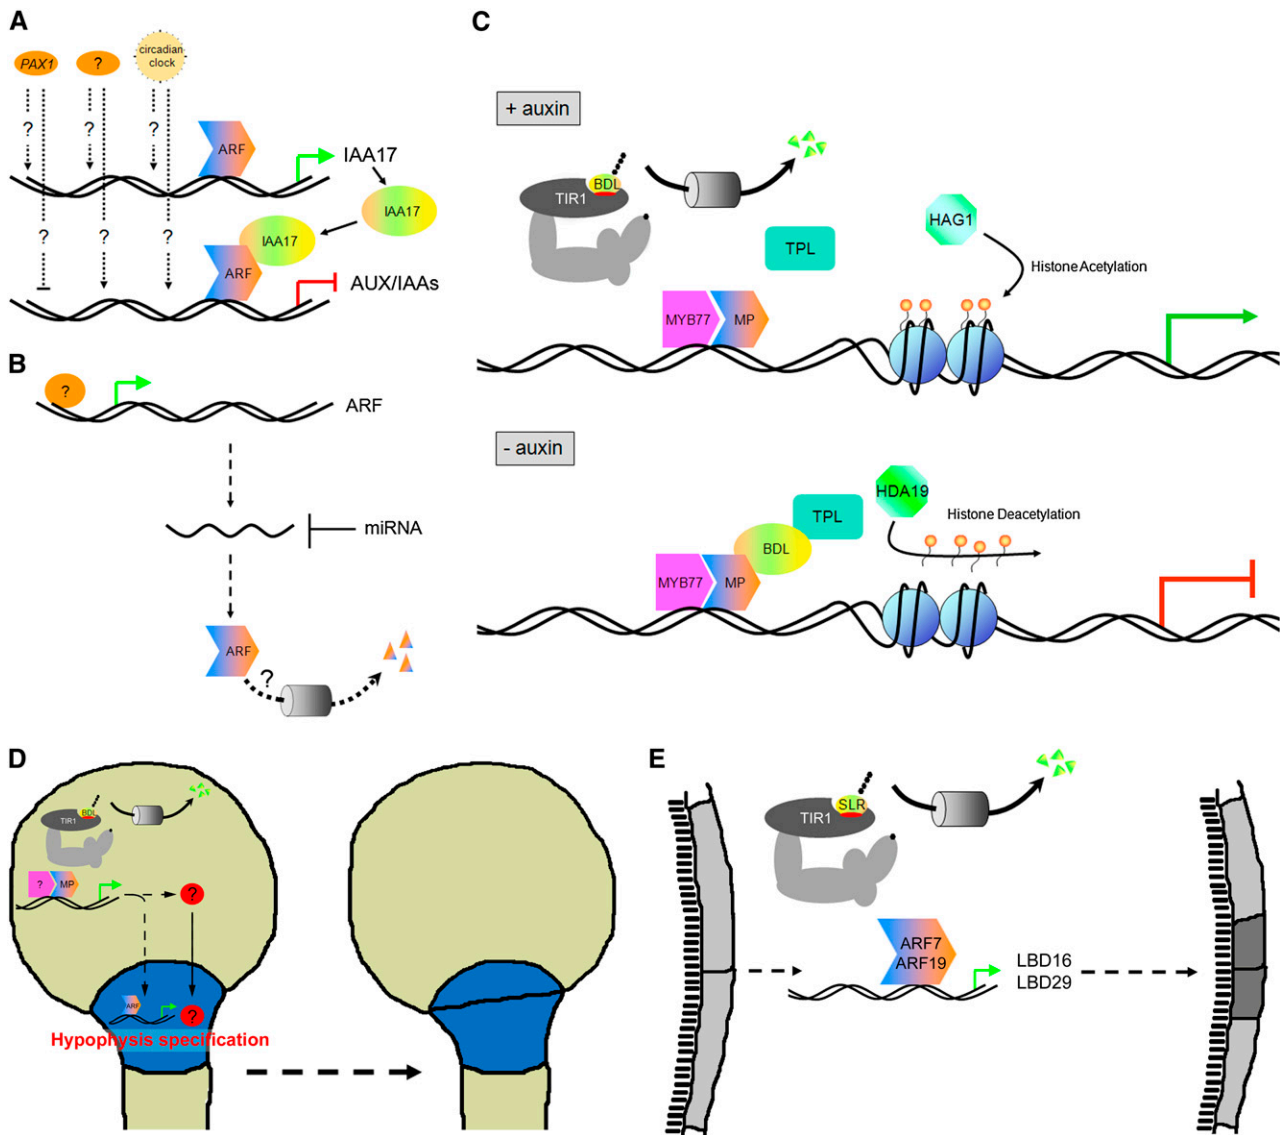 A
PAX1
?
circadian
clock
?
?
?
ARF
IAA17
IAA17
IAA17
?
?
?
ARF
AUX/IAAs
B
?
ARF
miRNA
ARF
?
C
+ auxin
BDL
TIR1
TPL
HAG1
Histone Acetylation
MYB77
MP
- auxin
HDA19
TPL
Histone Deacetylation
BDL
MYB77
MP
D
BDL
TIR1
?
MP
?
ARF
?
Hypophysis specification
E
SLR
TIR1
ARF7
ARF19
LBD16
LBD29